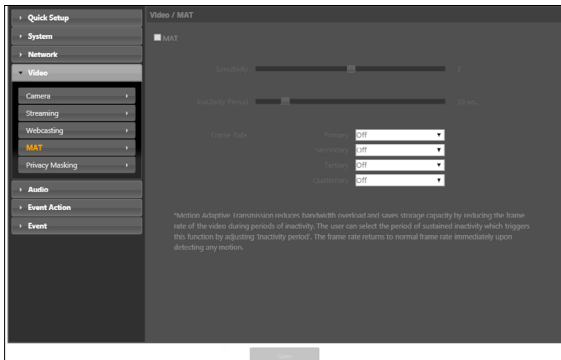 Quick Setup
System
Network
Video
Camera
Streaming
Webcasting
MAT
Privacy Masking
Audio
Event Action
Event
Video / MAT
MAT
Sensitivity
Inactivity Period
Frame Rate
Primary Off
Secondary Off
Tertiary Off
Quaternary Off
*Motion Adaptive Transmission reduces bandwidth overload and saves storage capacity by reducing the frame
rate of the video during periods of inactivity. The user can select the period of sustained inactivity which triggers
this function by adjusting 'Inactivity period'. The frame rate returns to normal frame rate immediately upon
detecting any motion.
Save